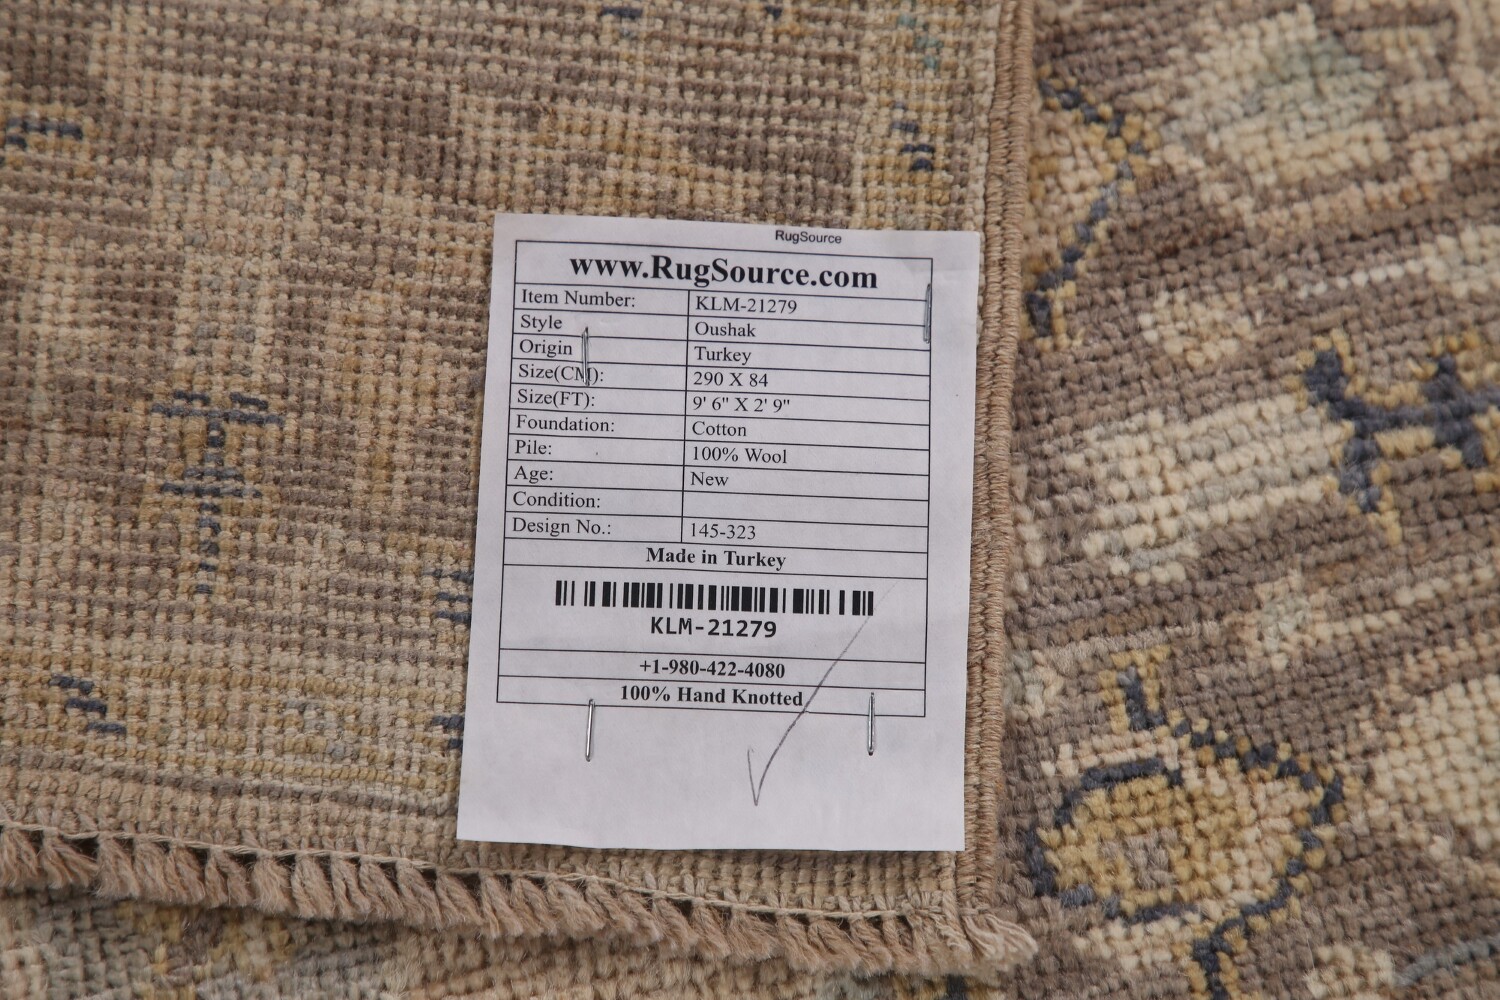 RugSource
www.RugSource.com
Item Number: KLM-21279
Style Oushak
Origin Turkey
Size(CM): 290 X 84
Size(FT): 9' 6" X 2' 9"
Foundation: Cotton
Pile: 100% Wool
Age: New
Condition:
Design No.: 145-323
Made in Turkey
KLM-21279
+1-980-422-4080
100% Hand Knotted